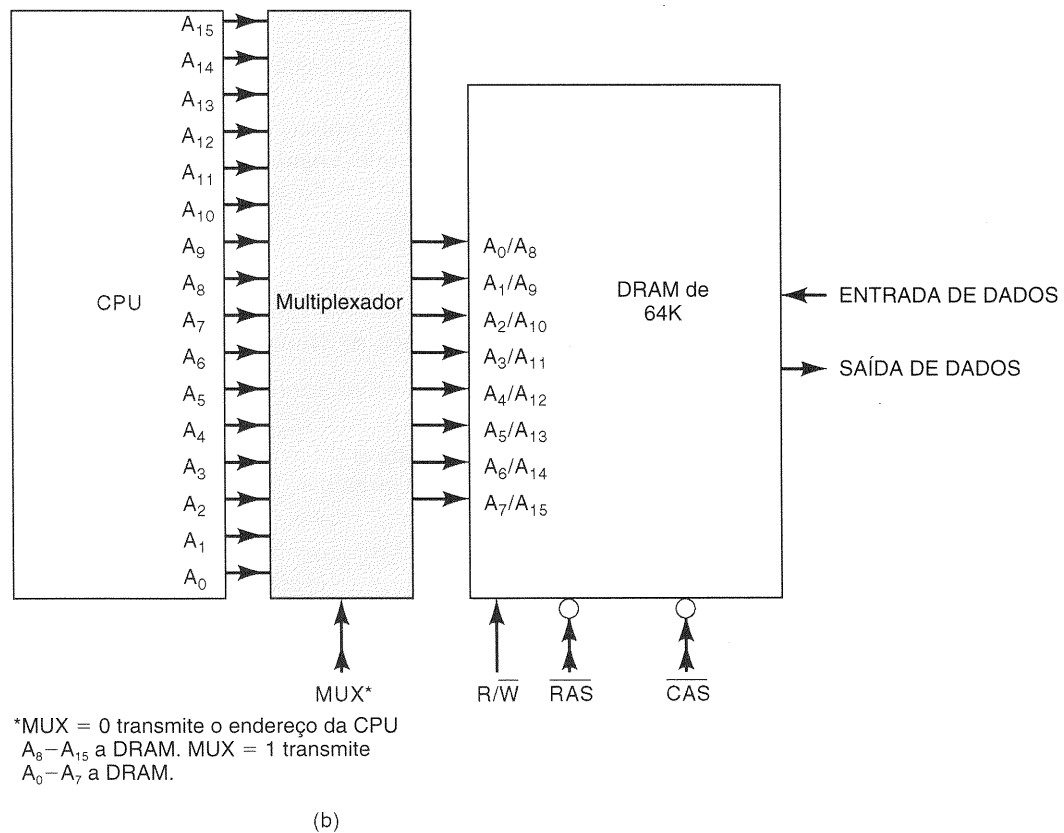 A15
A14
A13
A12
A11
A10
A9
A8
A7
A6
A5
A4
A3
A2
A1
A0
CPU
Multiplexador
A0/A8
A1/A9
A2/A10
A3/A11
A4/A12
A5/A13
A6/A14
A7/A15
DRAM de
64K
ENTRADA DE DADOS
SAÍDA DE DADOS
MUX*
R/W̅
R̅A̅S̅
C̅A̅S̅
*MUX = 0 transmite o endereço da CPU
A8–A15 a DRAM. MUX = 1 transmite
A0–A7 a DRAM.
(b)